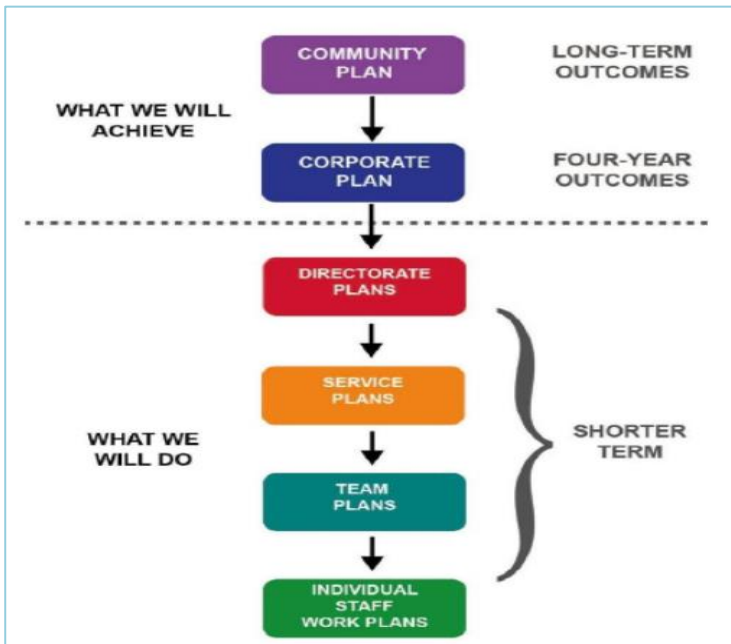 COMMUNITY
PLAN
LONG-TERM
OUTCOMES
WHAT WE WILL
ACHIEVE
CORPORATE
PLAN
FOUR-YEAR
OUTCOMES
DIRECTORATE
PLANS
SERVICE
PLANS
WHAT WE
WILL DO
SHORTER
TERM
TEAM
PLANS
INDIVIDUAL
STAFF
WORK PLANS